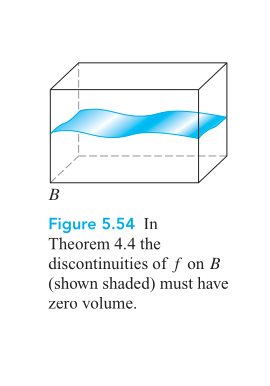 B
Figure 5.54 In
Theorem 4.4 the
discontinuities of f on B
(shown shaded) must have
zero volume.